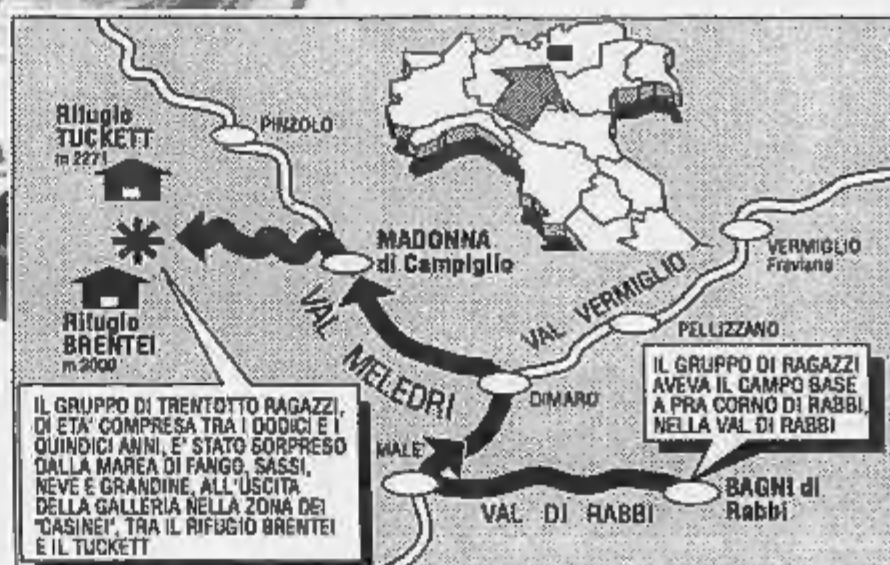 Rifugio
TUCKETT
m 2271
PINZOLO
MADONNA
di Campiglio
Rifugio
BRENTEI
m 2000
VAL MELEDRI
VAL VERMIGLIO
VERMIGLIO
Fraviano
PELLIZZANO
DIMARO
MALE'
VAL DI RABBI
BAGNI di
Rabbi
IL GRUPPO DI RAGAZZI
AVEVA IL CAMPO BASE
A PRA CORNO DI RABBI,
NELLA VAL DI RABBI
IL GRUPPO DI TRENTOTTO RAGAZZI,
DI ETA' COMPRESA TRA I DODICI E I
QUINDICI ANNI, E' STATO SORPRESO
DALLA MAREA DI FANGO, SASSI,
NEVE E GRANDINE, ALL'USCITA
DELLA GALLERIA NELLA ZONA DEI
"CASINEI", TRA IL RIFUGIO BRENTEI
E IL TUCKETT